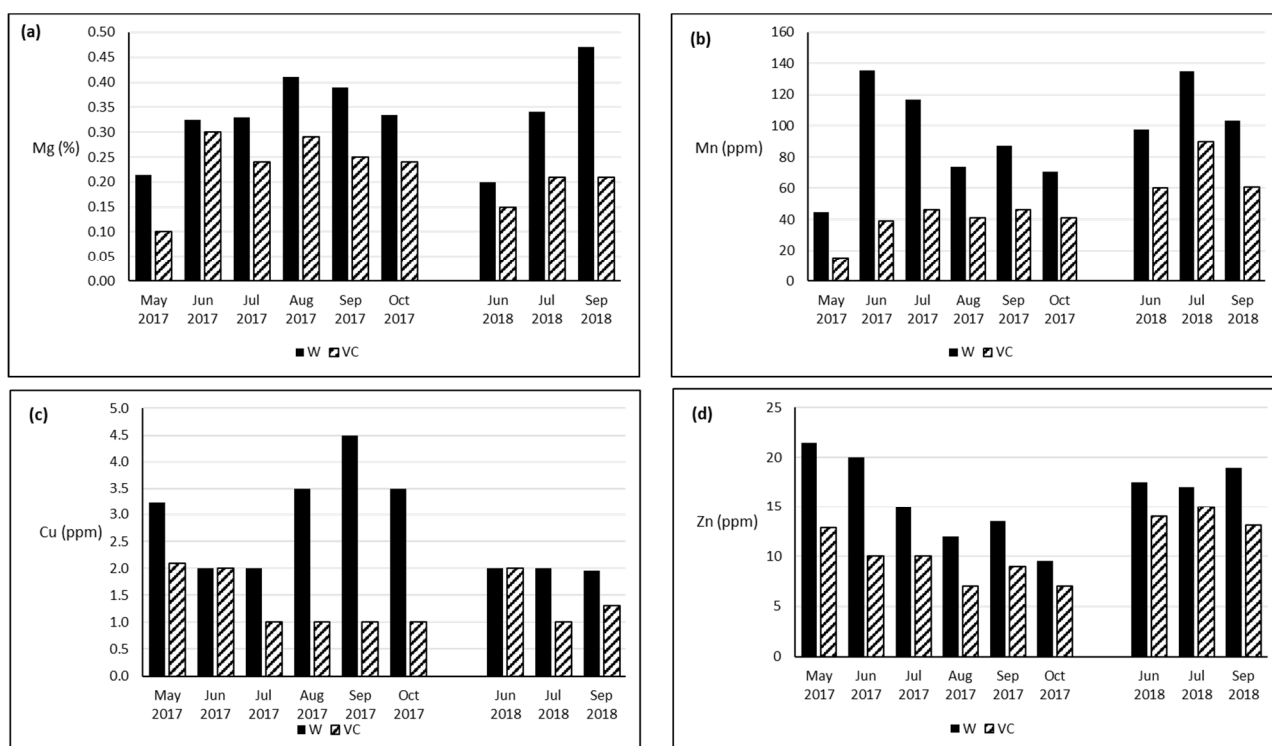 (a)
0.50
0.45
0.40
0.35
0.30
0.25
0.20
0.15
0.10
0.05
0.00
Mg (%)
May Jun Jul Aug Sep Oct Jun Jul Sep
2017 2017 2017 2017 2017 2017 2018 2018 2018
W VC
(b)
160
140
120
100
80
60
40
20
0
Mn (ppm)
May Jun Jul Aug Sep Oct Jun Jul Sep
2017 2017 2017 2017 2017 2017 2018 2018 2018
W VC
(c)
5.0
4.5
4.0
3.5
3.0
2.5
2.0
1.5
1.0
0.5
0.0
Cu (ppm)
May Jun Jul Aug Sep Oct Jun Jul Sep
2017 2017 2017 2017 2017 2017 2018 2018 2018
W VC
(d)
25
20
15
10
5
0
Zn (ppm)
May Jun Jul Aug Sep Oct Jun Jul Sep
2017 2017 2017 2017 2017 2017 2018 2018 2018
W VC